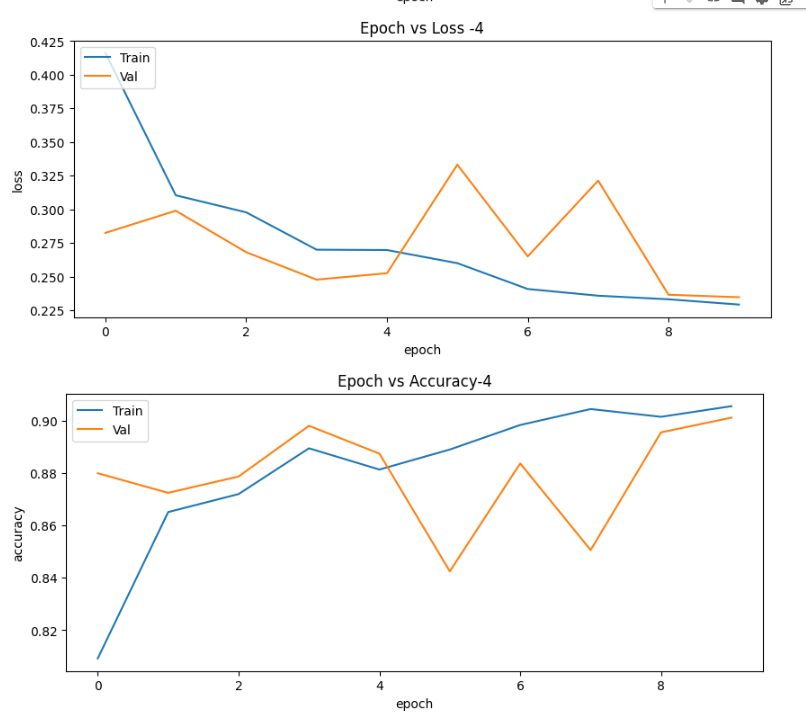 epoch
Epoch vs Loss -4
0.425
0.400
0.375
0.350
0.325
0.300
0.275
0.250
0.225
loss
Train
Val
0 2 4 6 8
epoch
Epoch vs Accuracy-4
0.90
0.88
0.86
0.84
0.82
accuracy
Train
Val
0 2 4 6 8
epoch